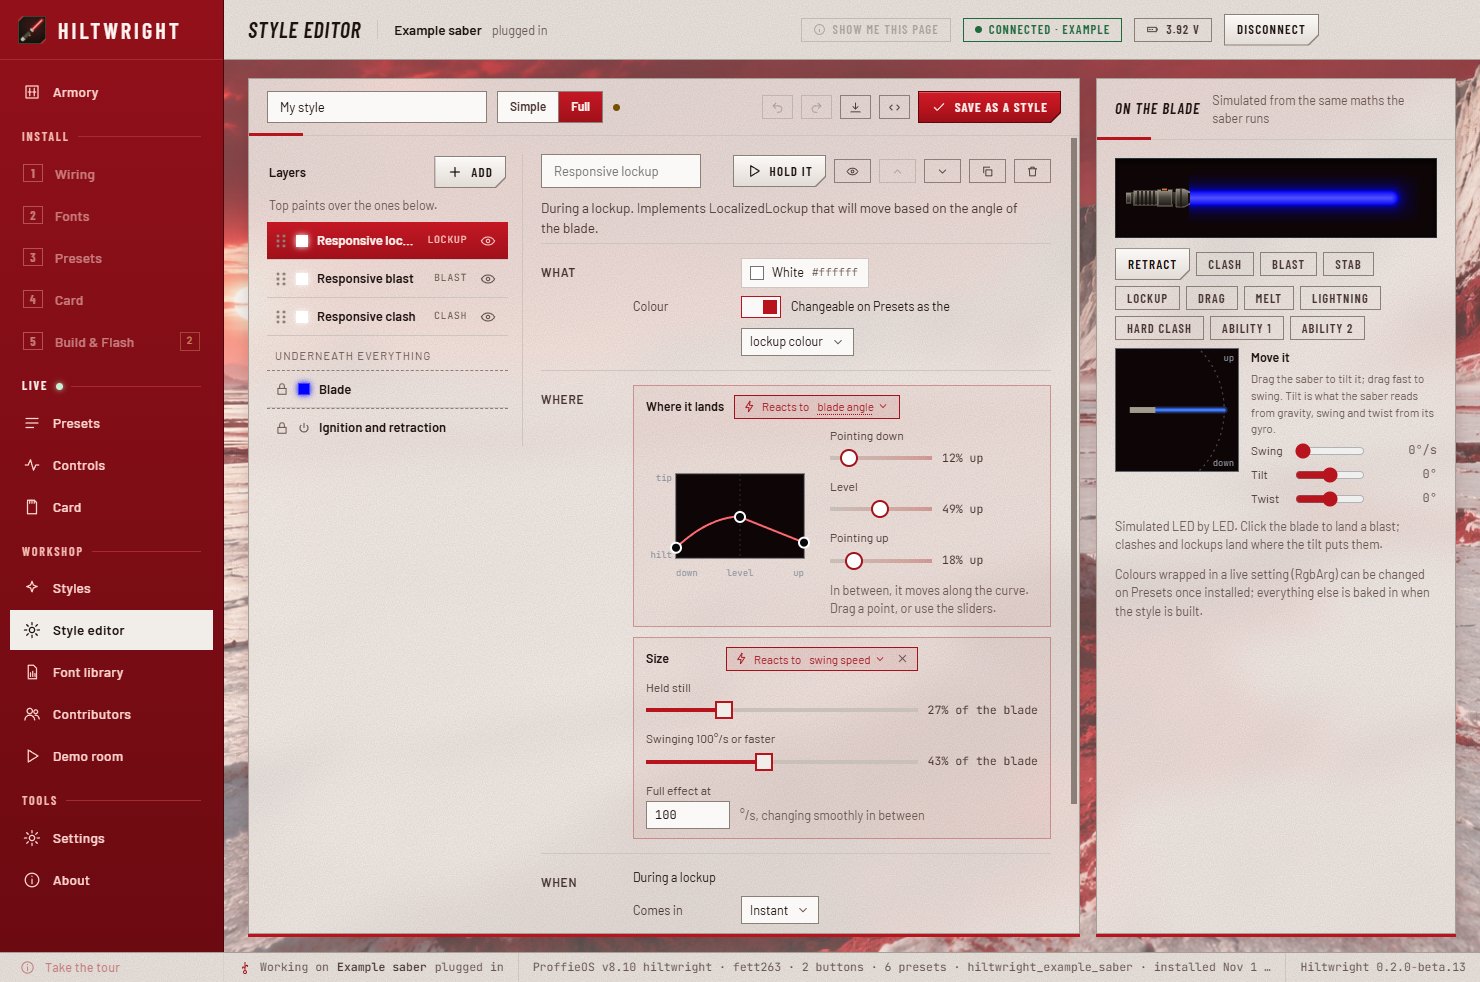 HILTWRIGHT
STYLE EDITOR
Example saber plugged in
SHOW ME THIS PAGE
CONNECTED · EXAMPLE
3.92 V
DISCONNECT
Armory
INSTALL
1 Wiring
2 Fonts
3 Presets
4 Card
5 Build & Flash 2
LIVE
Presets
Controls
Card
WORKSHOP
Styles
Style editor
Font library
Contributors
Demo room
TOOLS
Settings
About
Take the tour
My style
Simple Full
SAVE AS A STYLE
Layers
ADD
Top paints over the ones below.
Responsive loc... LOCKUP
Responsive blast BLAST
Responsive clash CLASH
UNDERNEATH EVERYTHING
Blade
Ignition and retraction
Responsive lockup
HOLD IT
During a lockup. Implements LocalizedLockup that will move based on the angle of
the blade.
WHAT
White #ffffff
Colour
Changeable on Presets as the
lockup colour
WHERE
Where it lands
Reacts to blade angle
tip
hilt
down level up
Pointing down
12% up
Level
49% up
Pointing up
18% up
In between, it moves along the curve.
Drag a point, or use the sliders.
Size
Reacts to swing speed
Held still
27% of the blade
Swinging 100°/s or faster
43% of the blade
Full effect at
100 °/s, changing smoothly in between
WHEN
During a lockup
Comes in
Instant
ON THE BLADE
Simulated from the same maths the
saber runs
RETRACT CLASH BLAST STAB
LOCKUP DRAG MELT LIGHTNING
HARD CLASH ABILITY 1 ABILITY 2
up
down
Move it
Drag the saber to tilt it; drag fast to
swing. Tilt is what the saber reads
from gravity, swing and twist from its
gyro.
Swing 0°/s
Tilt 0°
Twist 0°
Simulated LED by LED. Click the blade to land a blast;
clashes and lockups land where the tilt puts them.
Colours wrapped in a live setting (RgbArg) can be changed
on Presets once installed; everything else is baked in when
the style is built.
Working on Example saber plugged in
ProffieOS v8.10 hiltwright · fett263 · 2 buttons · 6 presets · hiltwright_example_saber · installed Nov 1 …
Hiltwright 0.2.0-beta.13